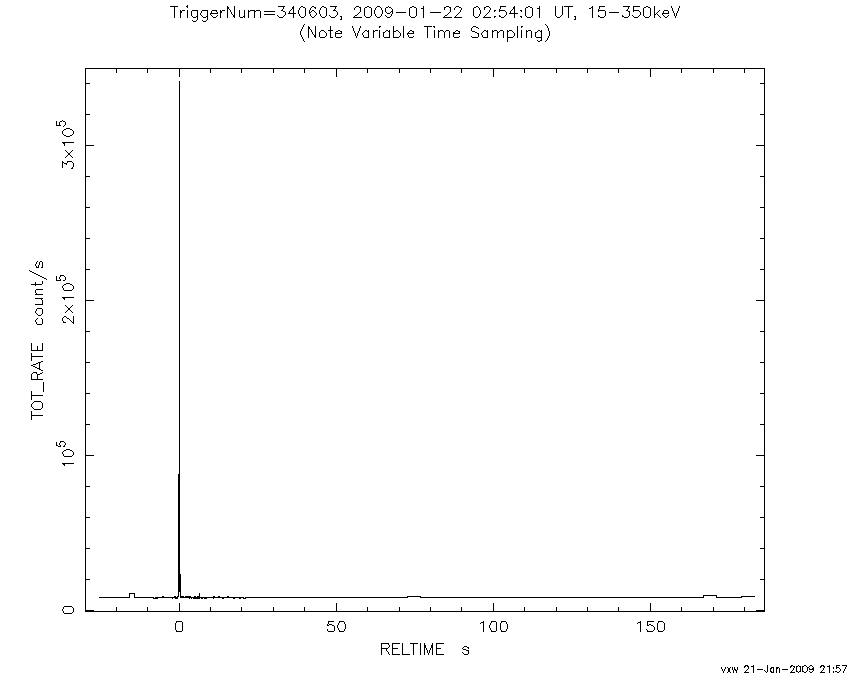 TriggerNum=340603, 2009-01-22 02:54:01 UT, 15-350keV
(Note Variable Time Sampling)
TOT_RATE count/s
3×10⁵
2×10⁵
10⁵
0
0 50 100 150
RELTIME s
vxw 21-Jan-2009 21:57